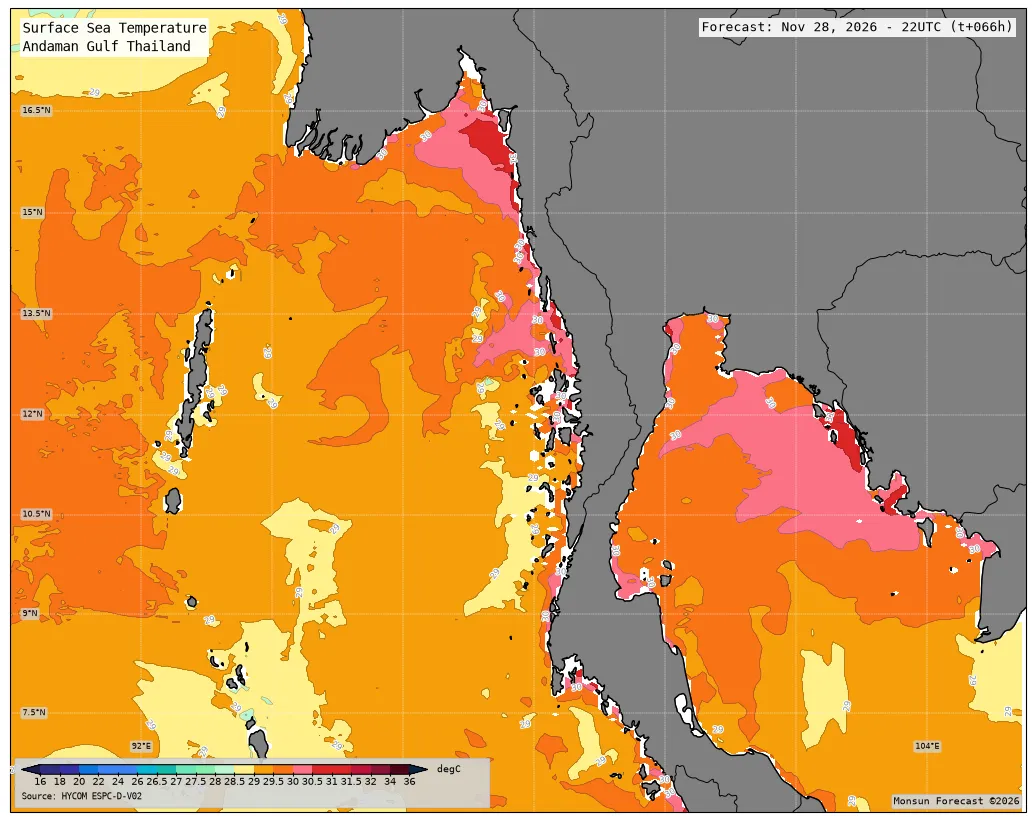 Surface Sea Temperature
Andaman Gulf Thailand
Forecast: Nov 28, 2026 - 22UTC (t+066h)
16.5°N
15°N
13.5°N
12°N
10.5°N
9°N
7.5°N
92°E
104°E
degC
16 18 20 22 24 26 26.5 27 27.5 28 28.5 29 29.5 30 30.5 31 31.5 32 34 36
Source: HYCOM ESPC-D-V02
Monsun Forecast ©2026